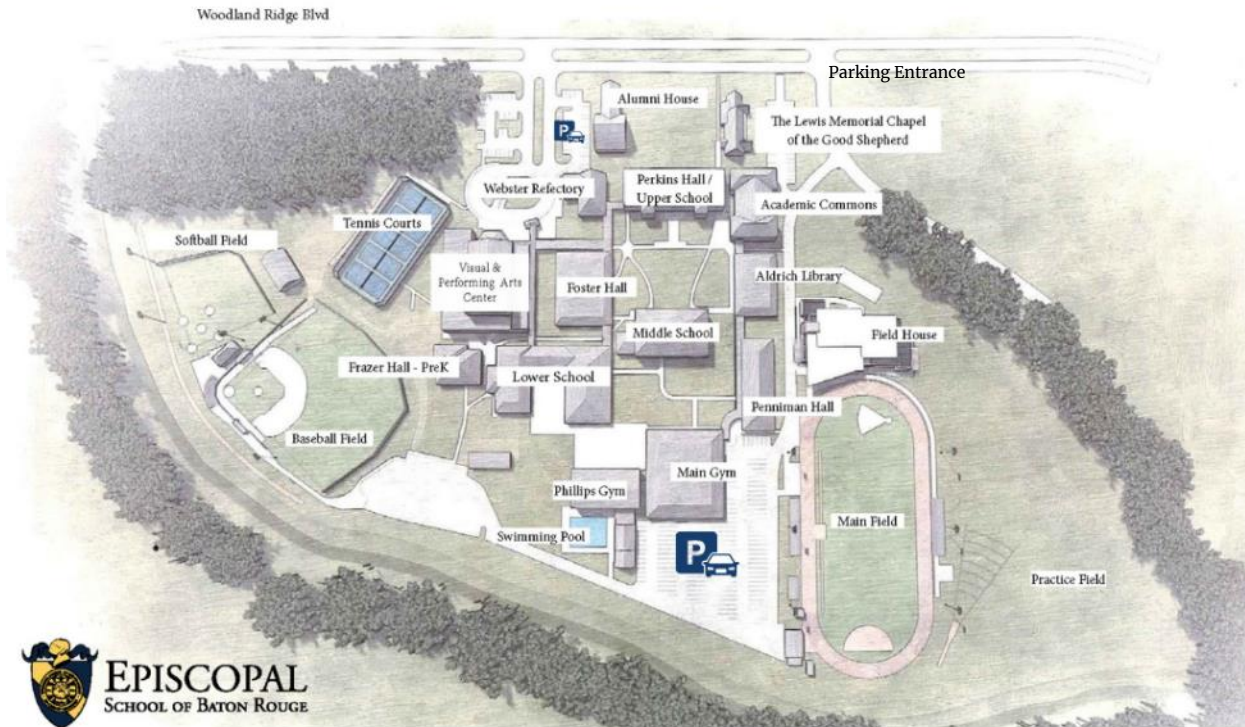 Woodland Ridge Blvd
Parking Entrance
Alumni House
The Lewis Memorial Chapel
of the Good Shepherd
P
Webster Refectory
Perkins Hall /
Upper School
Academic Commons
Tennis Courts
Softball Field
Visual &
Performing Arts
Center
Foster Hall
Aldrich Library
Middle School
Field House
Frazer Hall - PreK
Lower School
Penniman Hall
Baseball Field
Main Gym
Phillips Gym
Main Field
Swimming Pool
P
Practice Field
EPISCOPAL
SCHOOL OF BATON ROUGE